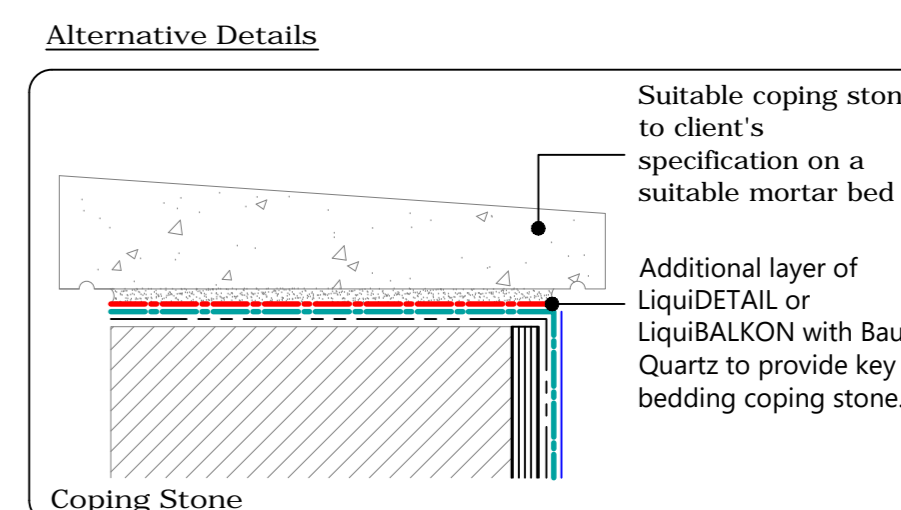 Alternative Details
Suitable coping ston
to client's
specification on a
suitable mortar bed
Additional layer of
LiquiDETAIL or
LiquiBALKON with Bau
Quartz to provide key
bedding coping stone.
Coping Stone